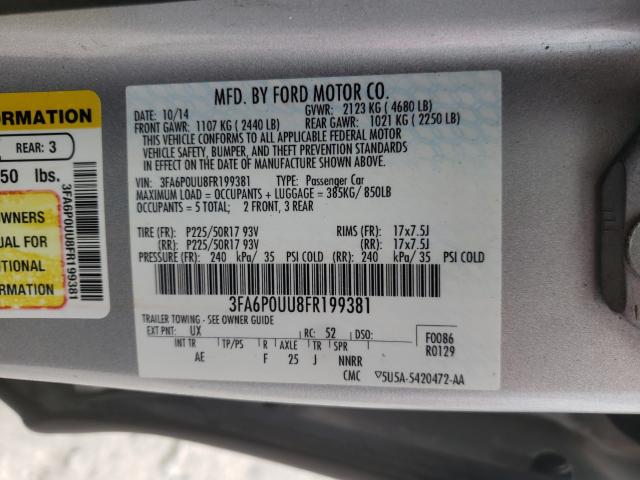 ORMATION
REAR: 3
50 lbs.
OWNERS
UAL FOR
TIONAL
RMATION
3FA6P0UU8FR199381
MFD. BY FORD MOTOR CO.
DATE: 10/14 GVWR: 2123 KG ( 4680 LB)
FRONT GAWR: 1107 KG ( 2440 LB) REAR GAWR: 1021 KG ( 2250 LB)
THIS VEHICLE CONFORMS TO ALL APPLICABLE FEDERAL MOTOR
VEHICLE SAFETY, BUMPER, AND THEFT PREVENTION STANDARDS
IN EFFECT ON THE DATE OF MANUFACTURE SHOWN ABOVE.
VIN: 3FA6P0UU8FR199381 TYPE: Passenger Car
MAXIMUM LOAD = OCCUPANTS + LUGGAGE = 385KG/ 850LB
OCCUPANTS = 5 TOTAL; 2 FRONT, 3 REAR
TIRE (FR): P225/50R17 93V RIMS (FR): 17x7.5J
(RR): P225/50R17 93V (RR): 17x7.5J
PRESSURE (FR): 240 kPa/ 35 PSI COLD (RR): 240 kPa/ 35 PSI COLD
3FA6P0UU8FR199381
TRAILER TOWING - SEE OWNER GUIDE
EXT PNT: UX RC: 52 DSO:
INT TR TP/PS R AXLE TR SPR
AE F 25 J NNRR
F0086
R0129
CMC 5U5A-5420472-AA